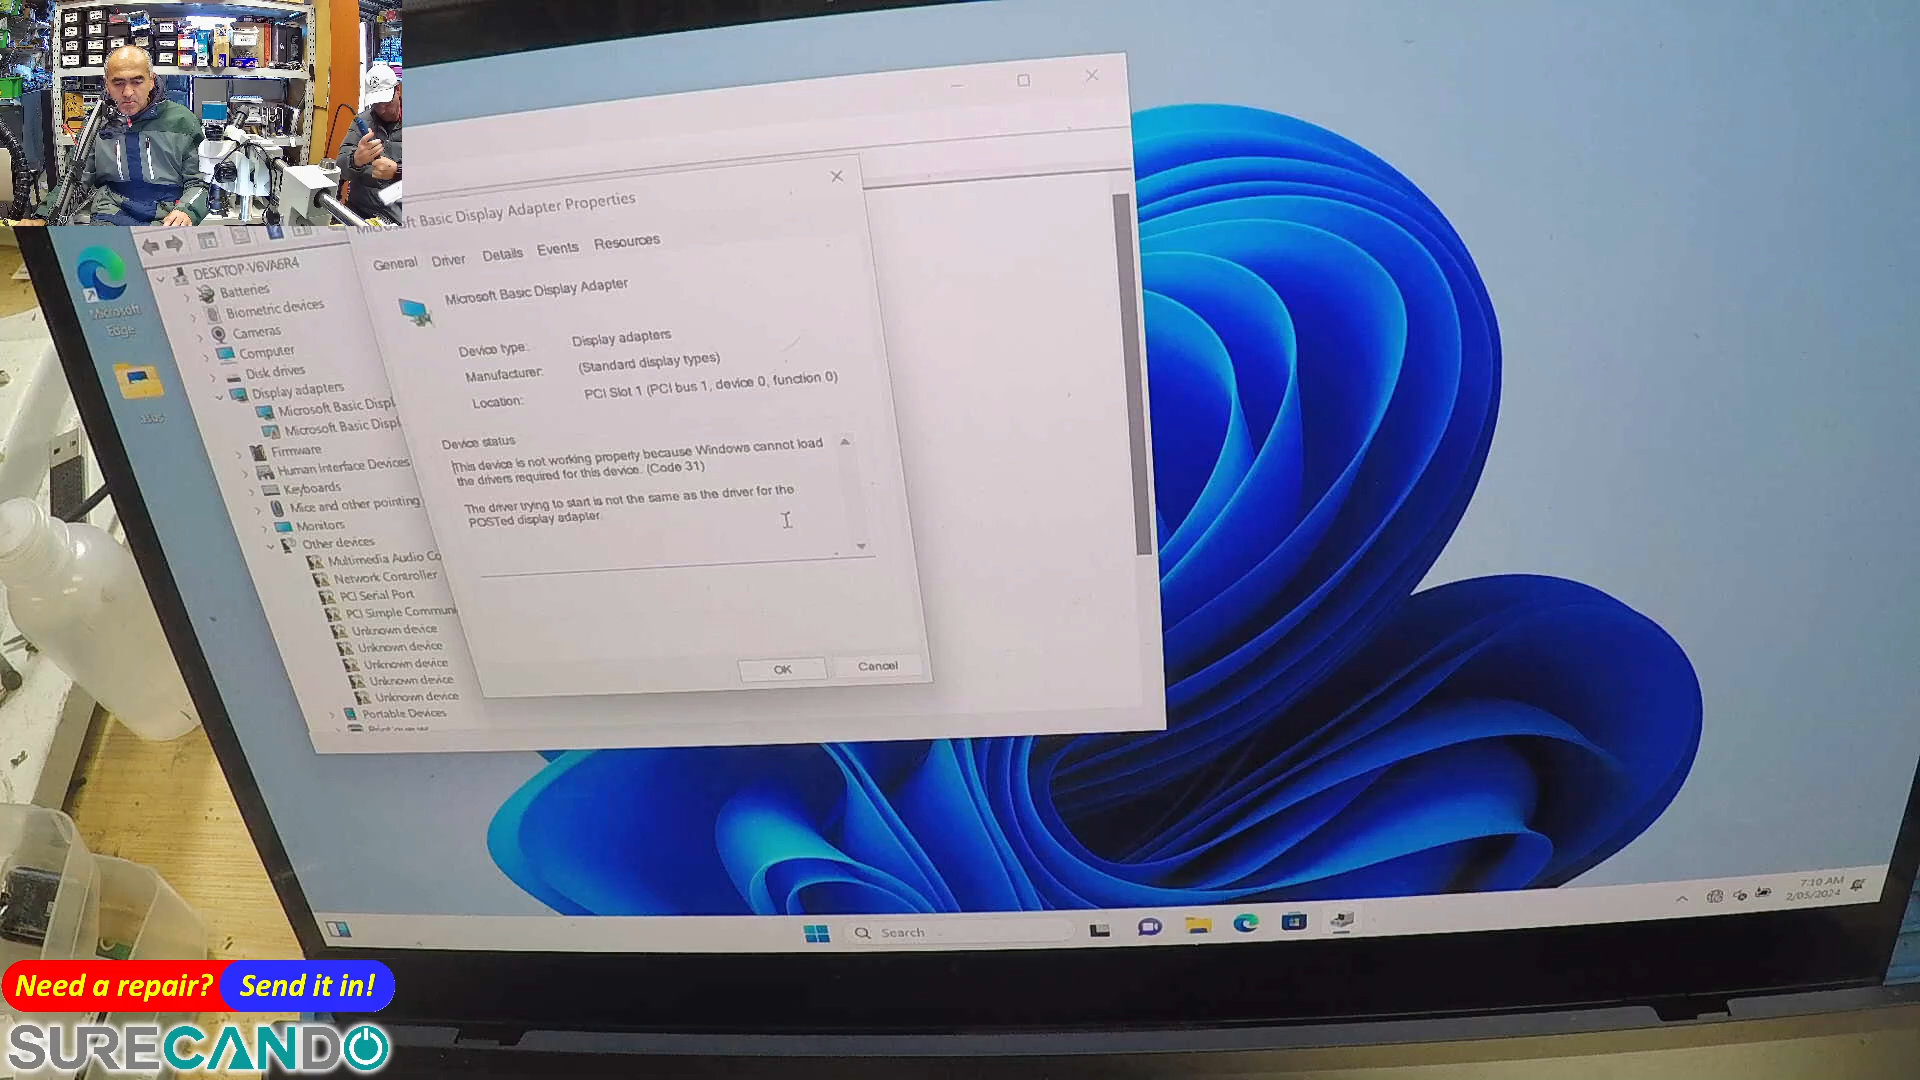 Microsoft Basic Display Adapter Properties
General Driver Details Events Resources
Microsoft Basic Display Adapter
Device type: Display adapters
Manufacturer: (Standard display types)
Location: PCI Slot 1 (PCI bus 1, device 0, function 0)
Device status
This device is not working properly because Windows cannot load
the drivers required for this device. (Code 31)
The driver trying to start is not the same as the driver for the
POSTed display adapter.
OK
Cancel
DESKTOP-V6VA6R4
Batteries
Biometric devices
Cameras
Computer
Disk drives
Display adapters
Microsoft Basic Displ
Microsoft Basic Displ
Firmware
Human Interface Devices
Keyboards
Mice and other pointing
Monitors
Other devices
Multimedia Audio Co
Network Controller
PCI Serial Port
PCI Simple Commun
Unknown device
Unknown device
Unknown device
Unknown device
Unknown device
Portable Devices
Microsoft
Edge
Search
7:10 AM
2/05/2024
Need a repair? Send it in!
SURECANDO